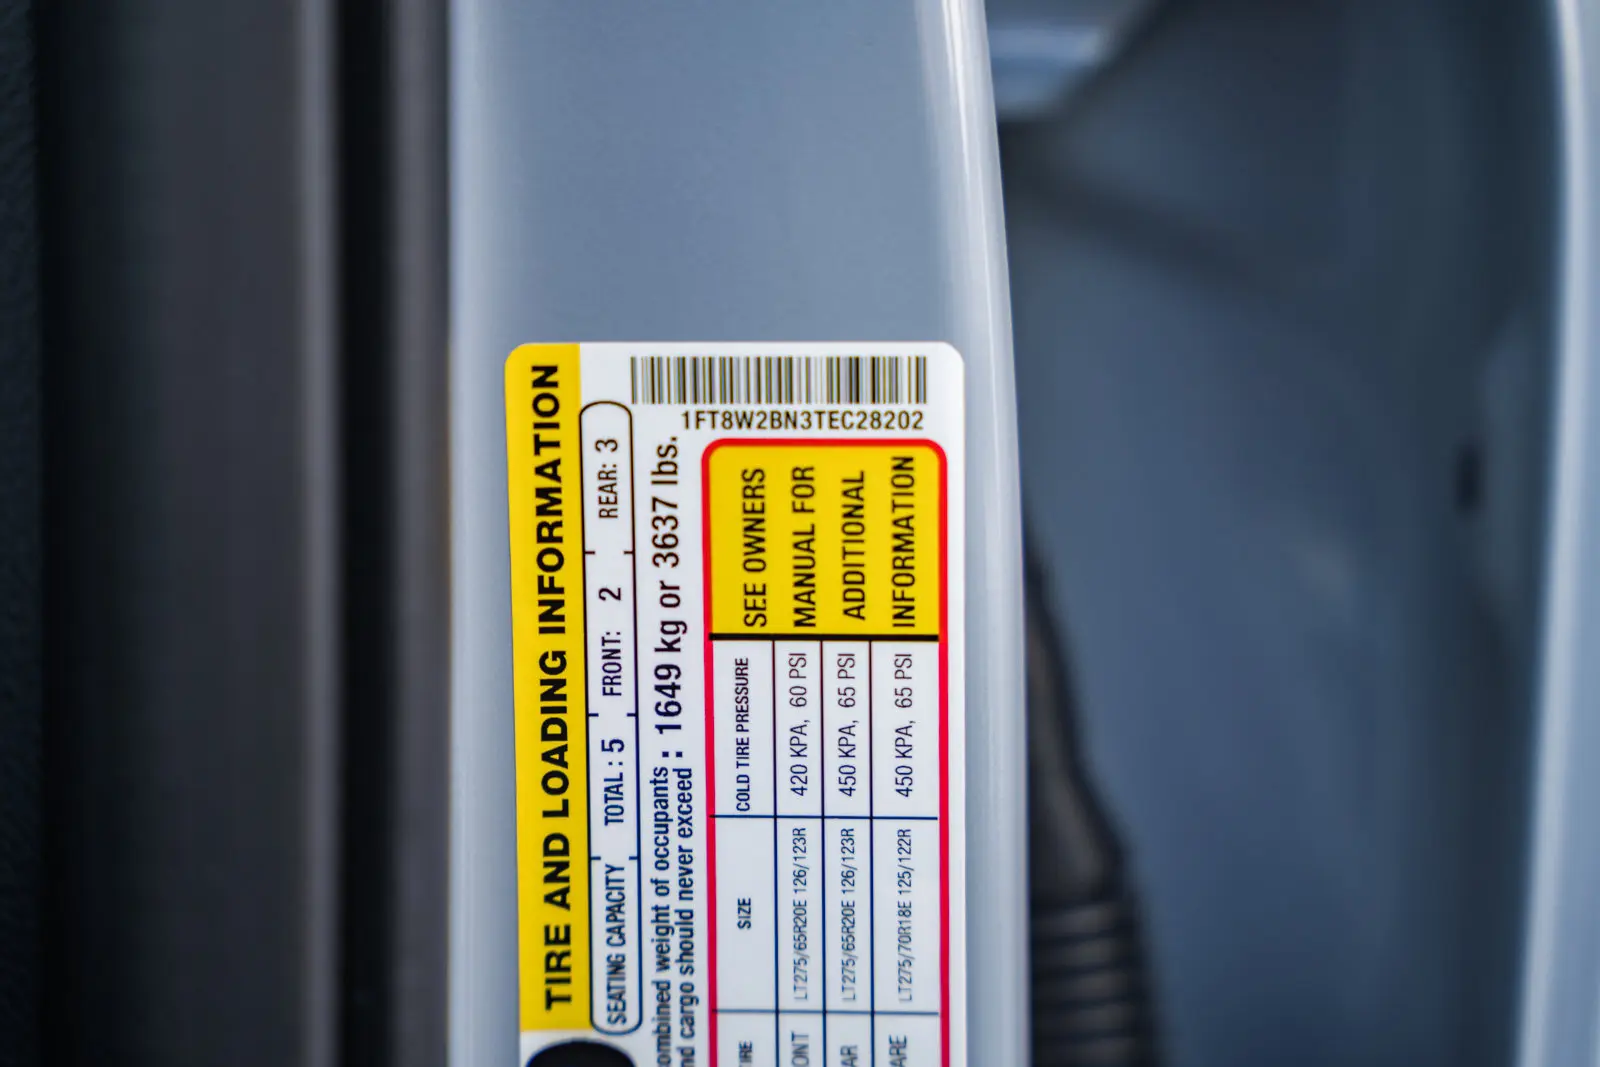 TIRE AND LOADING INFORMATION
SEATING CAPACITY TOTAL : 5 FRONT: 2 REAR: 3
weight of occupants : 1649 kg or 3637 lbs.
cargo should never exceed
1FT8W2BN3TEC28202
SIZE COLD TIRE PRESSURE
LT275/65R20E 126/123R 420 KPA, 60 PSI
LT275/65R20E 126/123R 450 KPA, 65 PSI
LT275/70R18E 125/122R 450 KPA, 65 PSI
SEE OWNERS
MANUAL FOR
ADDITIONAL
INFORMATION